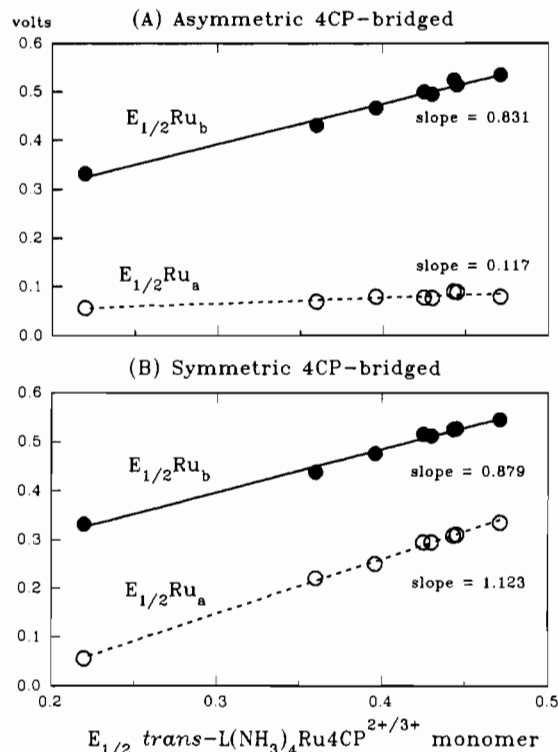 (A) Asymmetric 4CP-bridged
volts
0.6
0.5
0.4
0.3
0.2
0.1
0.0
E1/2Rub
slope = 0.831
E1/2Rua
slope = 0.117
(B) Symmetric 4CP-bridged
0.6
0.5
0.4
0.3
0.2
0.1
0.0
E1/2Rub
slope = 0.879
E1/2Rua
slope = 1.123
0.2 0.3 0.4 0.5
E1/2 trans-L(NH3)4Ru4CP2+/3+ monomer